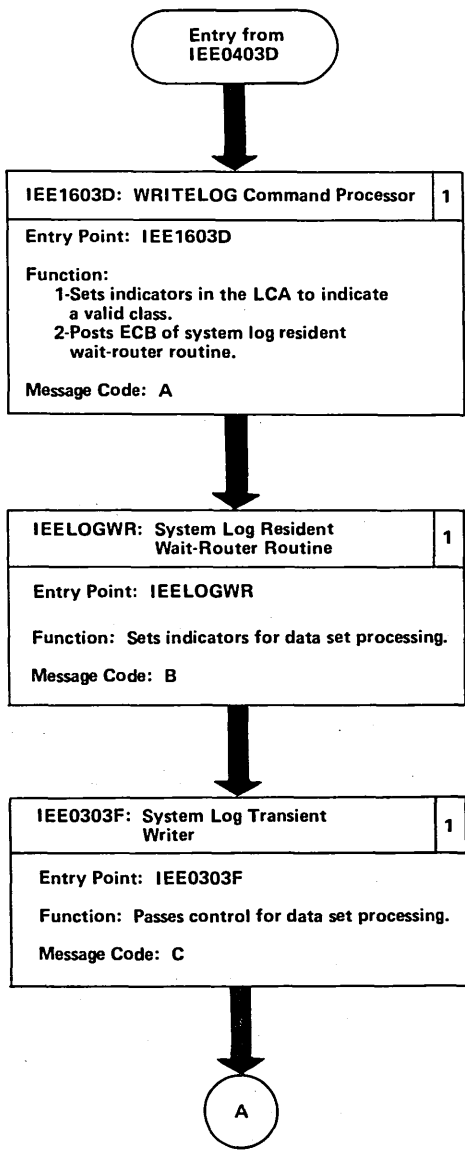 Entry from
IEE0403D
IEE1603D: WRITELOG Command Processor 1
Entry Point: IEE1603D
Function:
1-Sets indicators in the LCA to indicate
a valid class.
2-Posts ECB of system log resident
wait-router routine.
Message Code: A
IEELOGWR: System Log Resident
Wait-Router Routine
1
Entry Point: IEELOGWR
Function: Sets indicators for data set processing.
Message Code: B
IEE0303F: System Log Transient
Writer
1
Entry Point: IEE0303F
Function: Passes control for data set processing.
Message Code: C
A